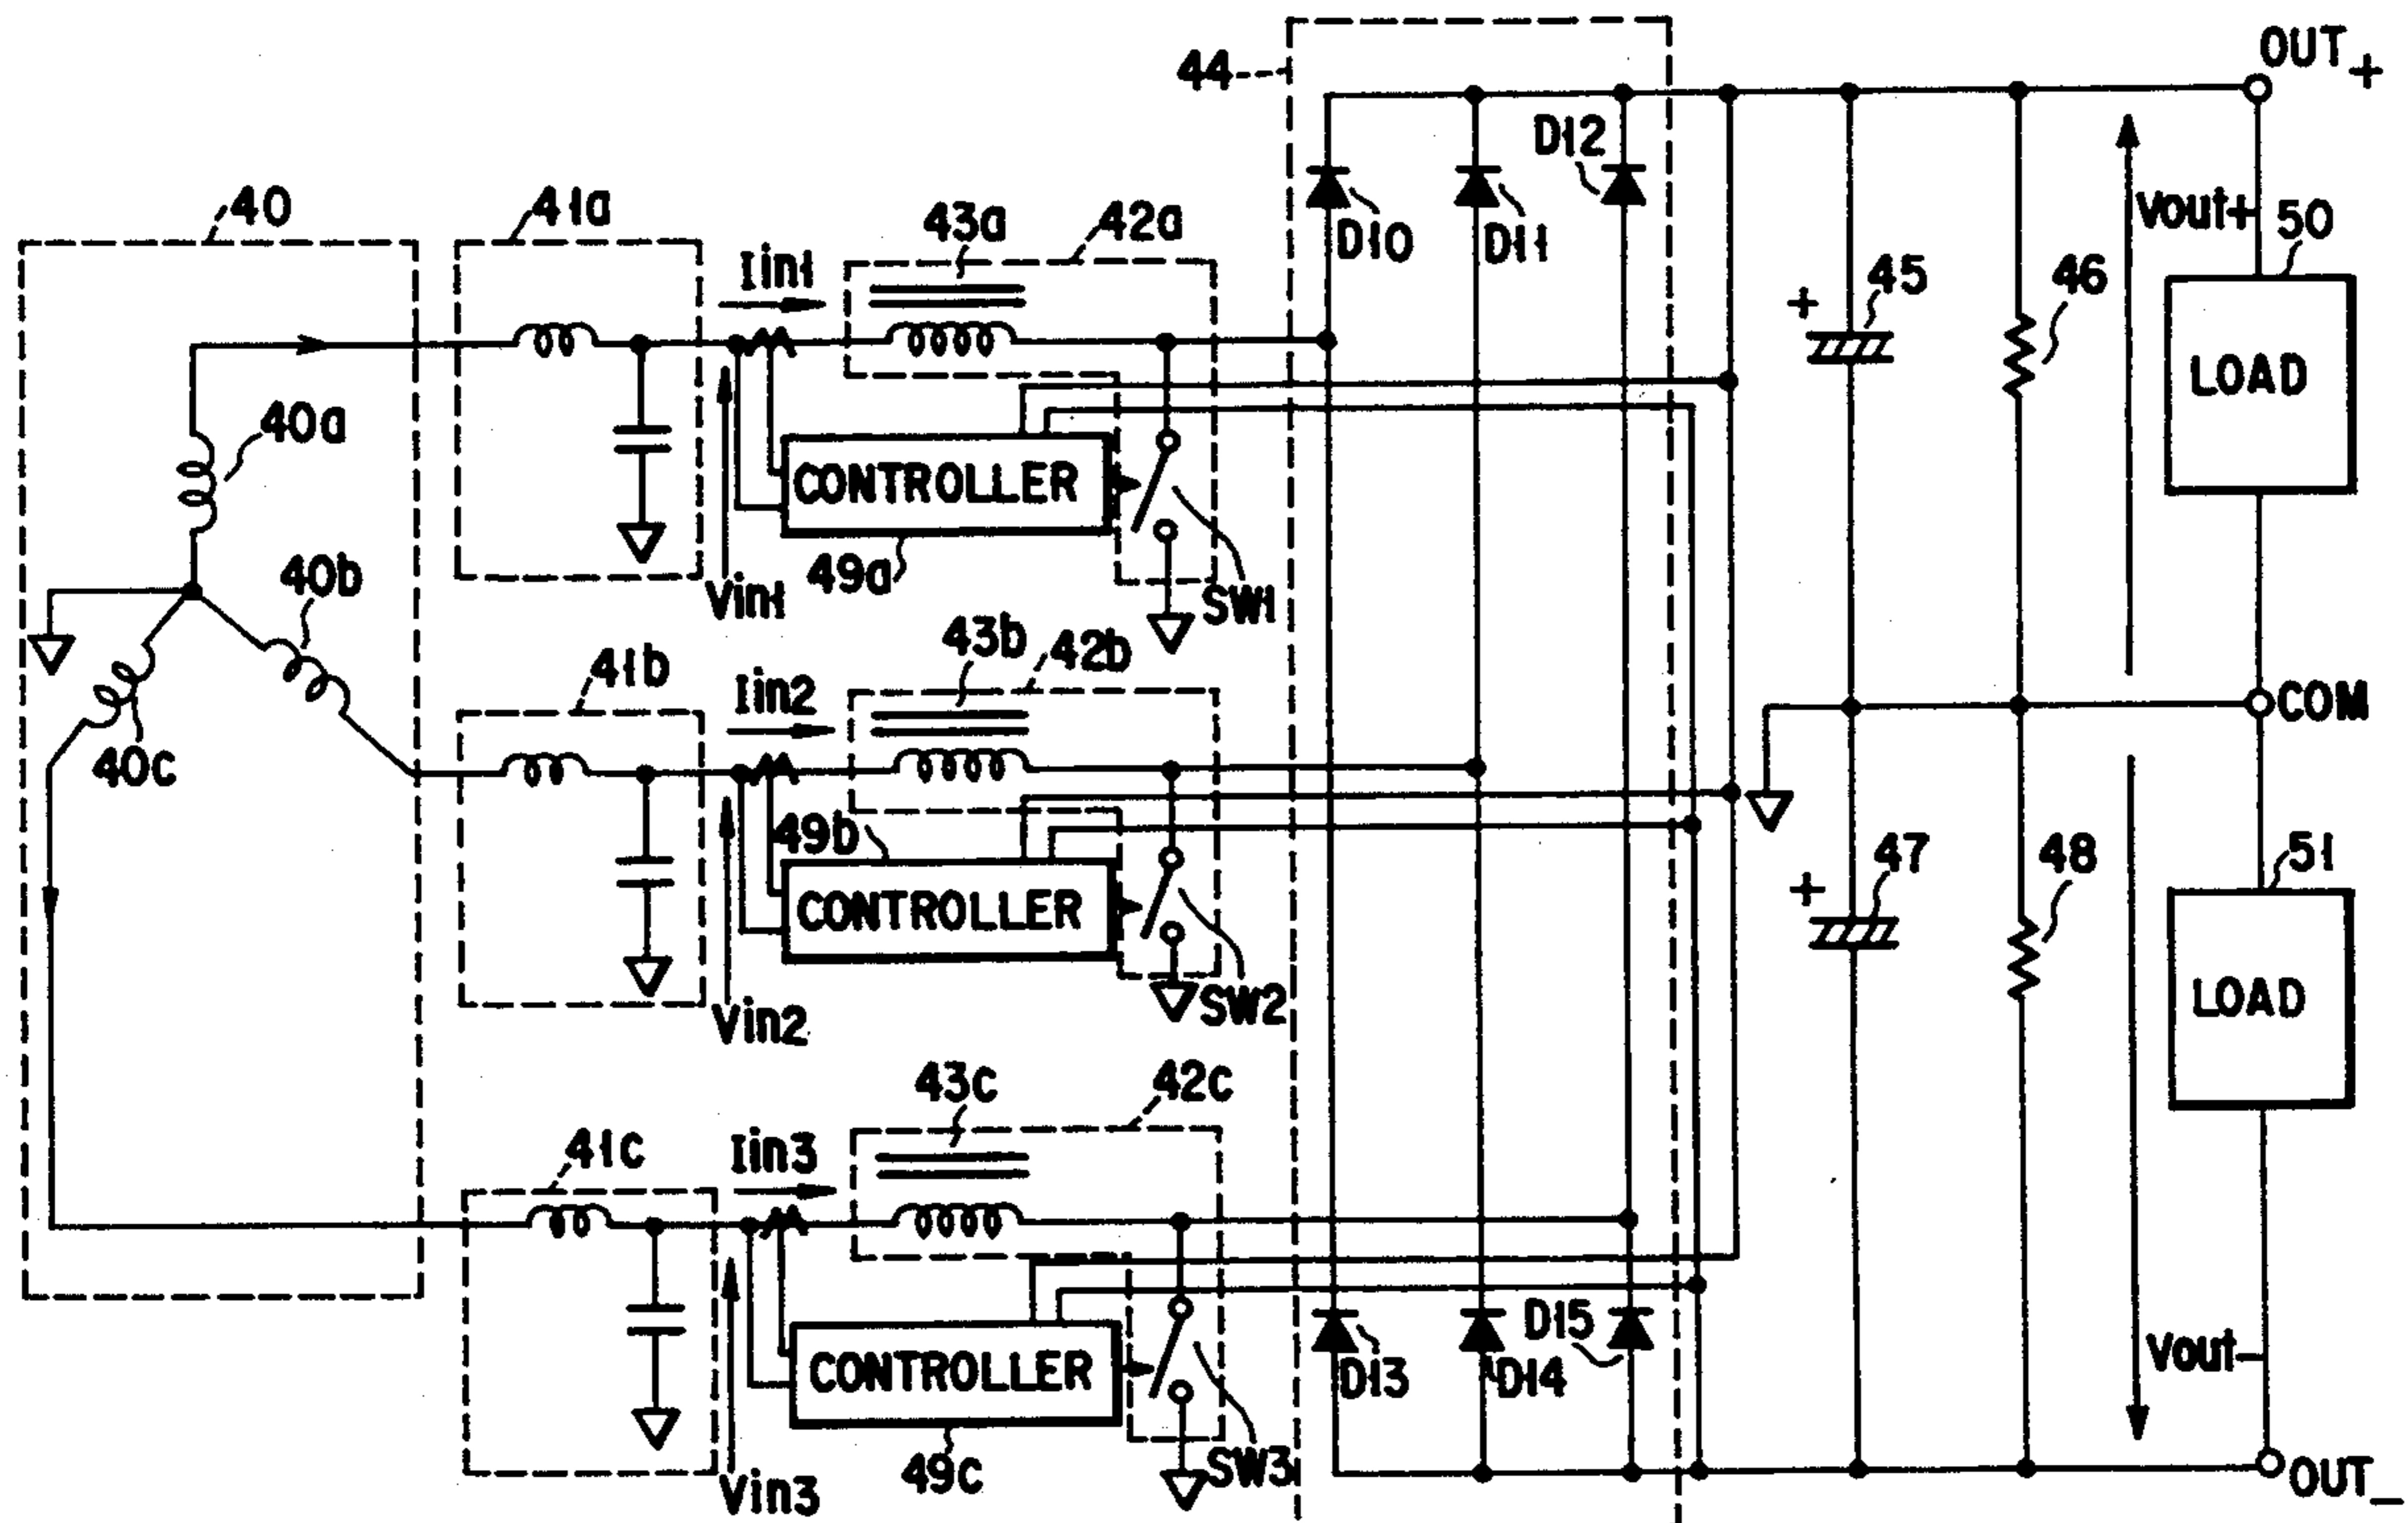 OUT+
44
D12
40
41a
43a
42a
Vout+
50
Iin1
D10
D11
+
45
46
LOAD
40a
CONTROLLER
40b
49a
Vin1
SW1
43b
42b
41b
Iin2
COM
40c
49b
+
47
48
51
CONTROLLER
LOAD
Vin2
SW2
43c
42c
41c
Iin3
D15
CONTROLLER
D13
D14
Vout-
49c
SW3
Vin3
OUT-